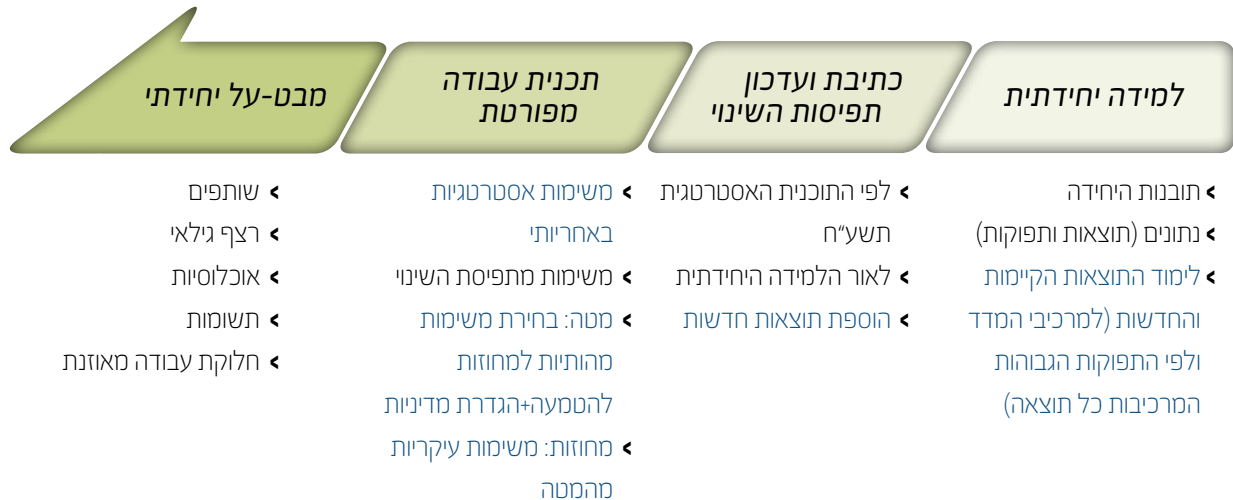 למידה יחידתית
כתיבת ועדכון
תפיסות השינוי
תכנית עבודה
מפורטת
מבט-על יחידתי
תובנות היחידה
נתונים (תוצאות ותפוקות)
לימוד התוצאות הקיימות
והחדשות (למרכיבי המדד
ולפי התפוקות הגבוהות
המרכיבות כל תוצאה)
לפי התוכנית האסטרטגית
תשע"ח
לאור הלמידה היחידתית
הוספת תוצאות חדשות
משימות אסטרטגיות
באחריותי
משימות מתפיסת השינוי
מטה: בחירת משימות
מהותיות למחוזות
להטמעה+הגדרת מדיניות
מחוזות: משימות עיקריות
מהמטה
שותפים
רצף גילאי
אוכלוסיות
תשומות
חלוקת עבודה מאוזנת